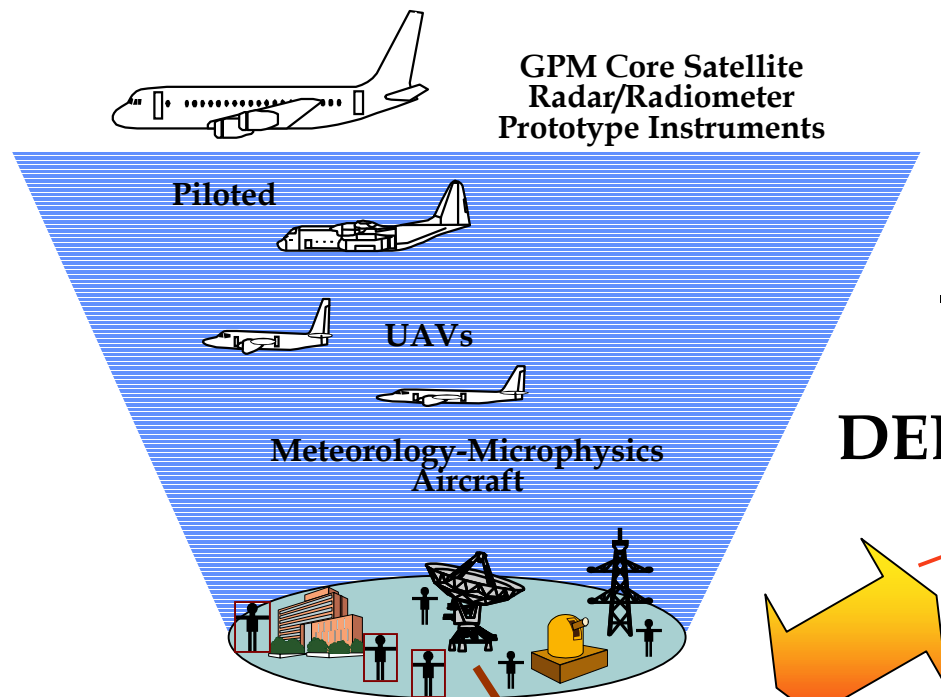 GPM Core Satellite
Radar/Radiometer
Prototype Instruments
Piloted
UAVs
Meteorology-Microphysics
Aircraft